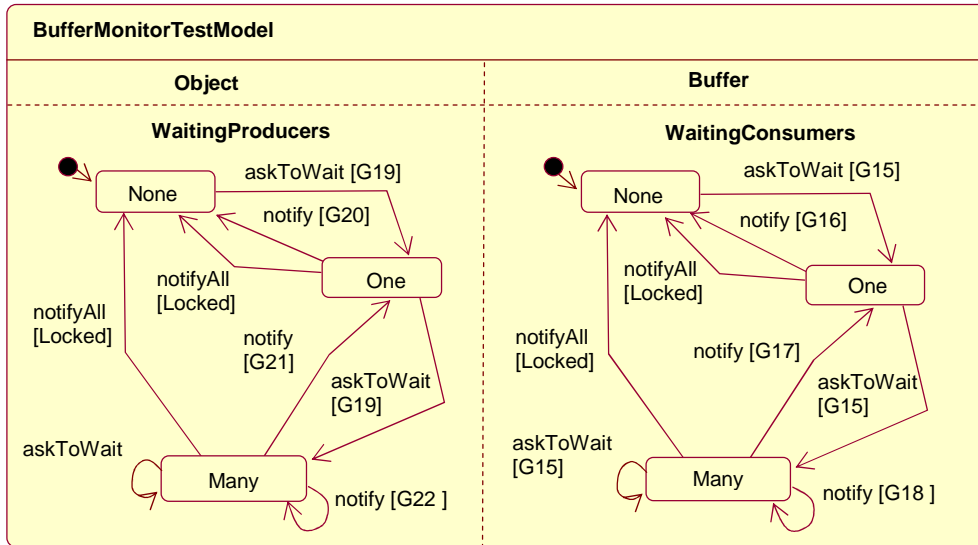 BufferMonitorTestModel
Object
WaitingProducers
None
askToWait [G19]
notify [G20]
notifyAll
[Locked]
One
notifyAll
[Locked]
notify
[G21]
askToWait
[G19]
askToWait
Many
notify [G22 ]
Buffer
WaitingConsumers
None
askToWait [G15]
notify [G16]
notifyAll
[Locked]
One
notifyAll
[Locked]
notify [G17]
askToWait
[G15]
askToWait
[G15]
Many
notify [G18 ]